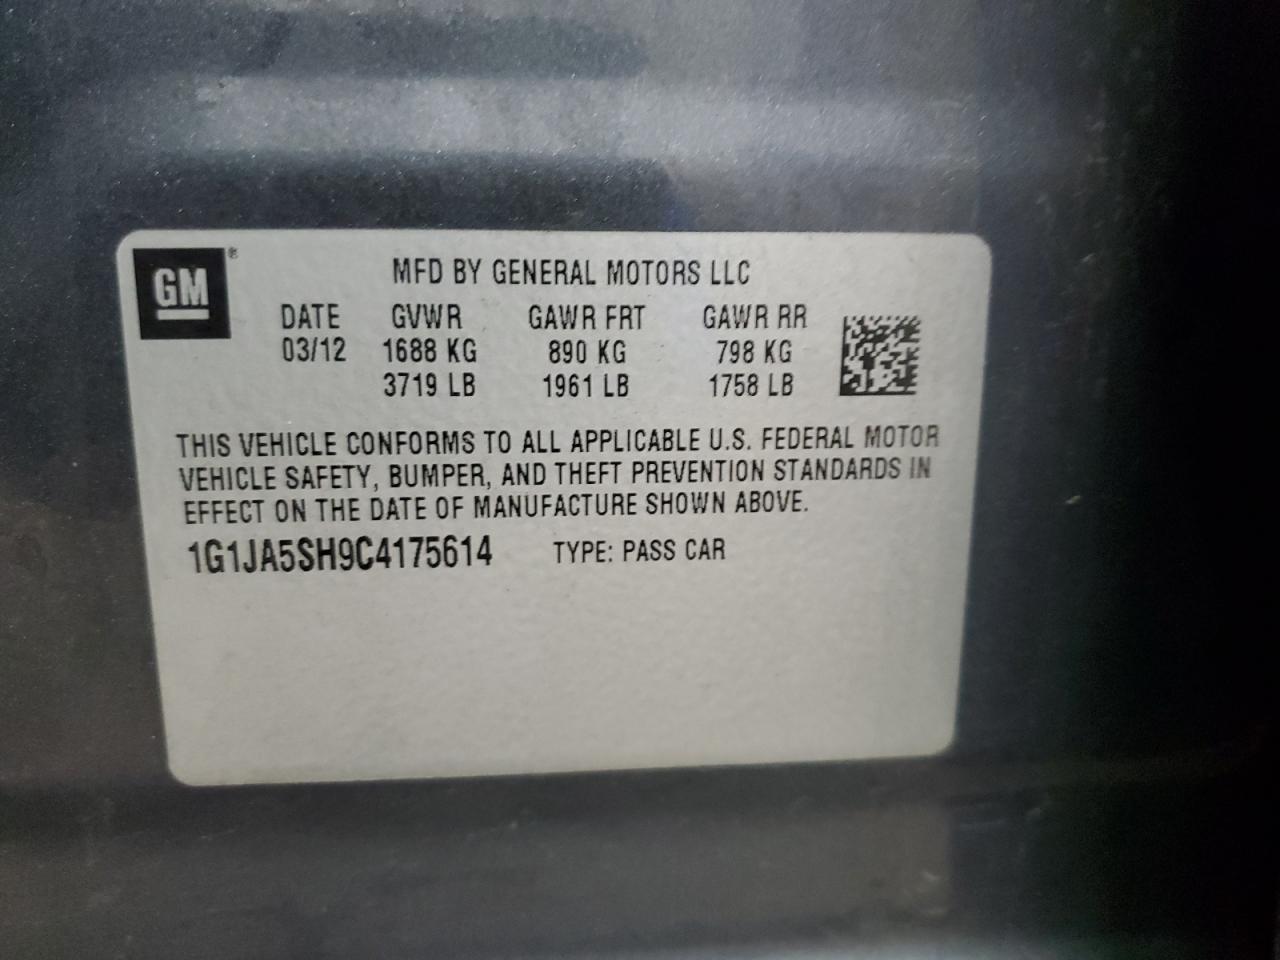 GM ®
MFD BY GENERAL MOTORS LLC
DATE GVWR GAWR FRT GAWR RR
03/12 1688 KG 890 KG 798 KG
3719 LB 1961 LB 1758 LB
THIS VEHICLE CONFORMS TO ALL APPLICABLE U.S. FEDERAL MOTOR
VEHICLE SAFETY, BUMPER, AND THEFT PREVENTION STANDARDS IN
EFFECT ON THE DATE OF MANUFACTURE SHOWN ABOVE.
1G1JA5SH9C4175614 TYPE: PASS CAR